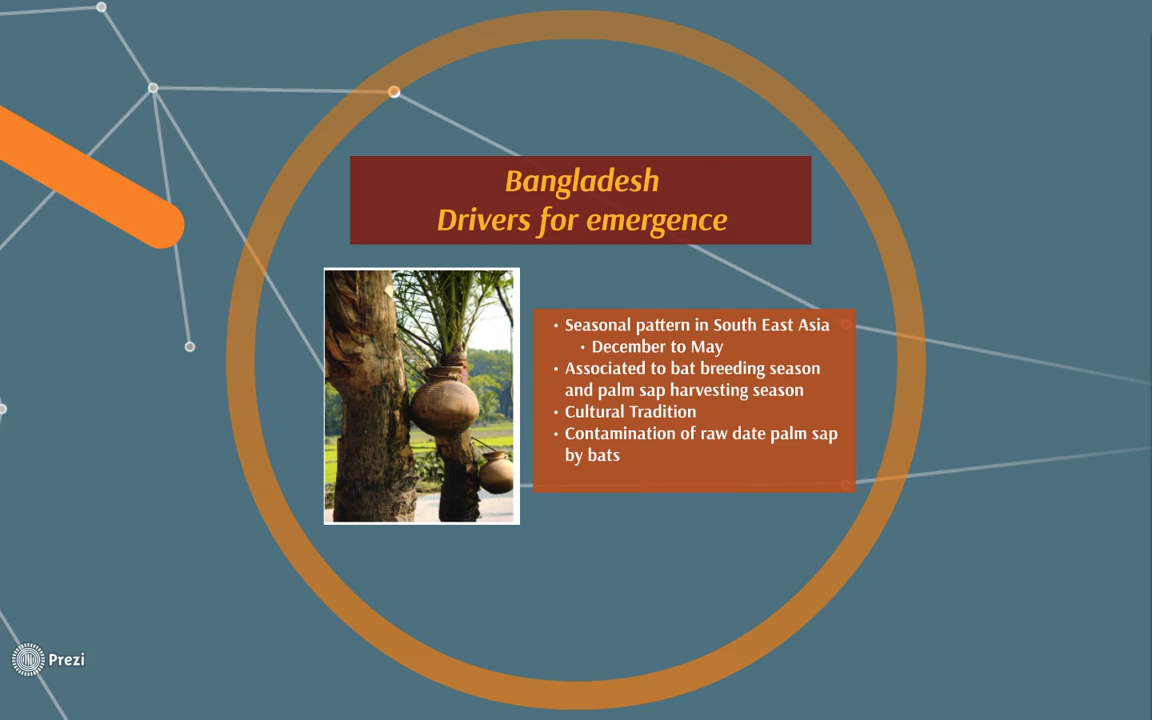 Bangladesh
Drivers for emergence
• Seasonal pattern in South East Asia
• December to May
• Associated to bat breeding season
and palm sap harvesting season
• Cultural Tradition
• Contamination of raw date palm sap
by bats
Prezi